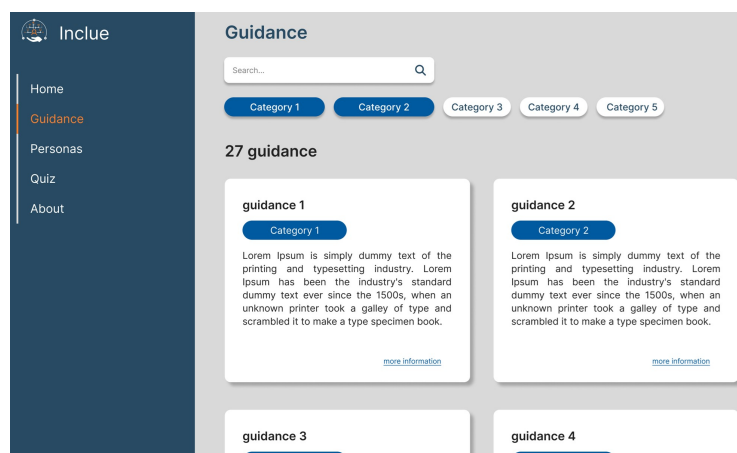 Inclue
Home
Guidance
Personas
Quiz
About
Guidance
Search...
Category 1
Category 2
Category 3
Category 4
Category 5
27 guidance
guidance 1
Category 1
Lorem Ipsum is simply dummy text of the
printing and typesetting industry. Lorem
Ipsum has been the industry's standard
dummy text ever since the 1500s, when an
unknown printer took a galley of type and
scrambled it to make a type specimen book.
more information
guidance 2
Category 2
Lorem Ipsum is simply dummy text of the
printing and typesetting industry. Lorem
Ipsum has been the industry's standard
dummy text ever since the 1500s, when an
unknown printer took a galley of type and
scrambled it to make a type specimen book.
more information
guidance 3
guidance 4